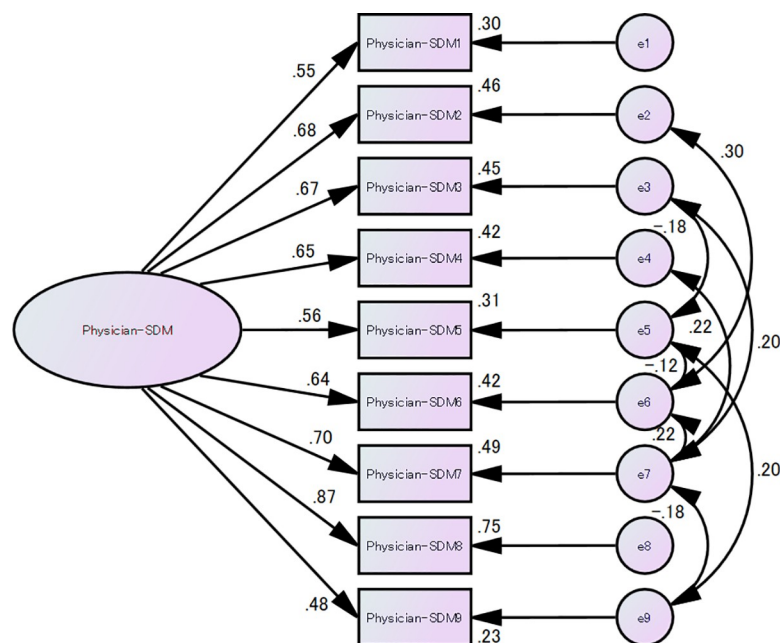 .30
Physician-SDM1
e1
.55
.46
Physician-SDM2
e2
.68
.30
.45
Physician-SDM3
e3
.67
-.18
.42
Physician-SDM4
e4
.65
.31
Physician-SDM5
e5
.56
.22
.20
Physician-SDM
-.12
.42
Physician-SDM6
e6
.64
.22
.49
Physician-SDM7
e7
.70
.20
-.18
.75
Physician-SDM8
e8
.87
.48
Physician-SDM9
e9
.23